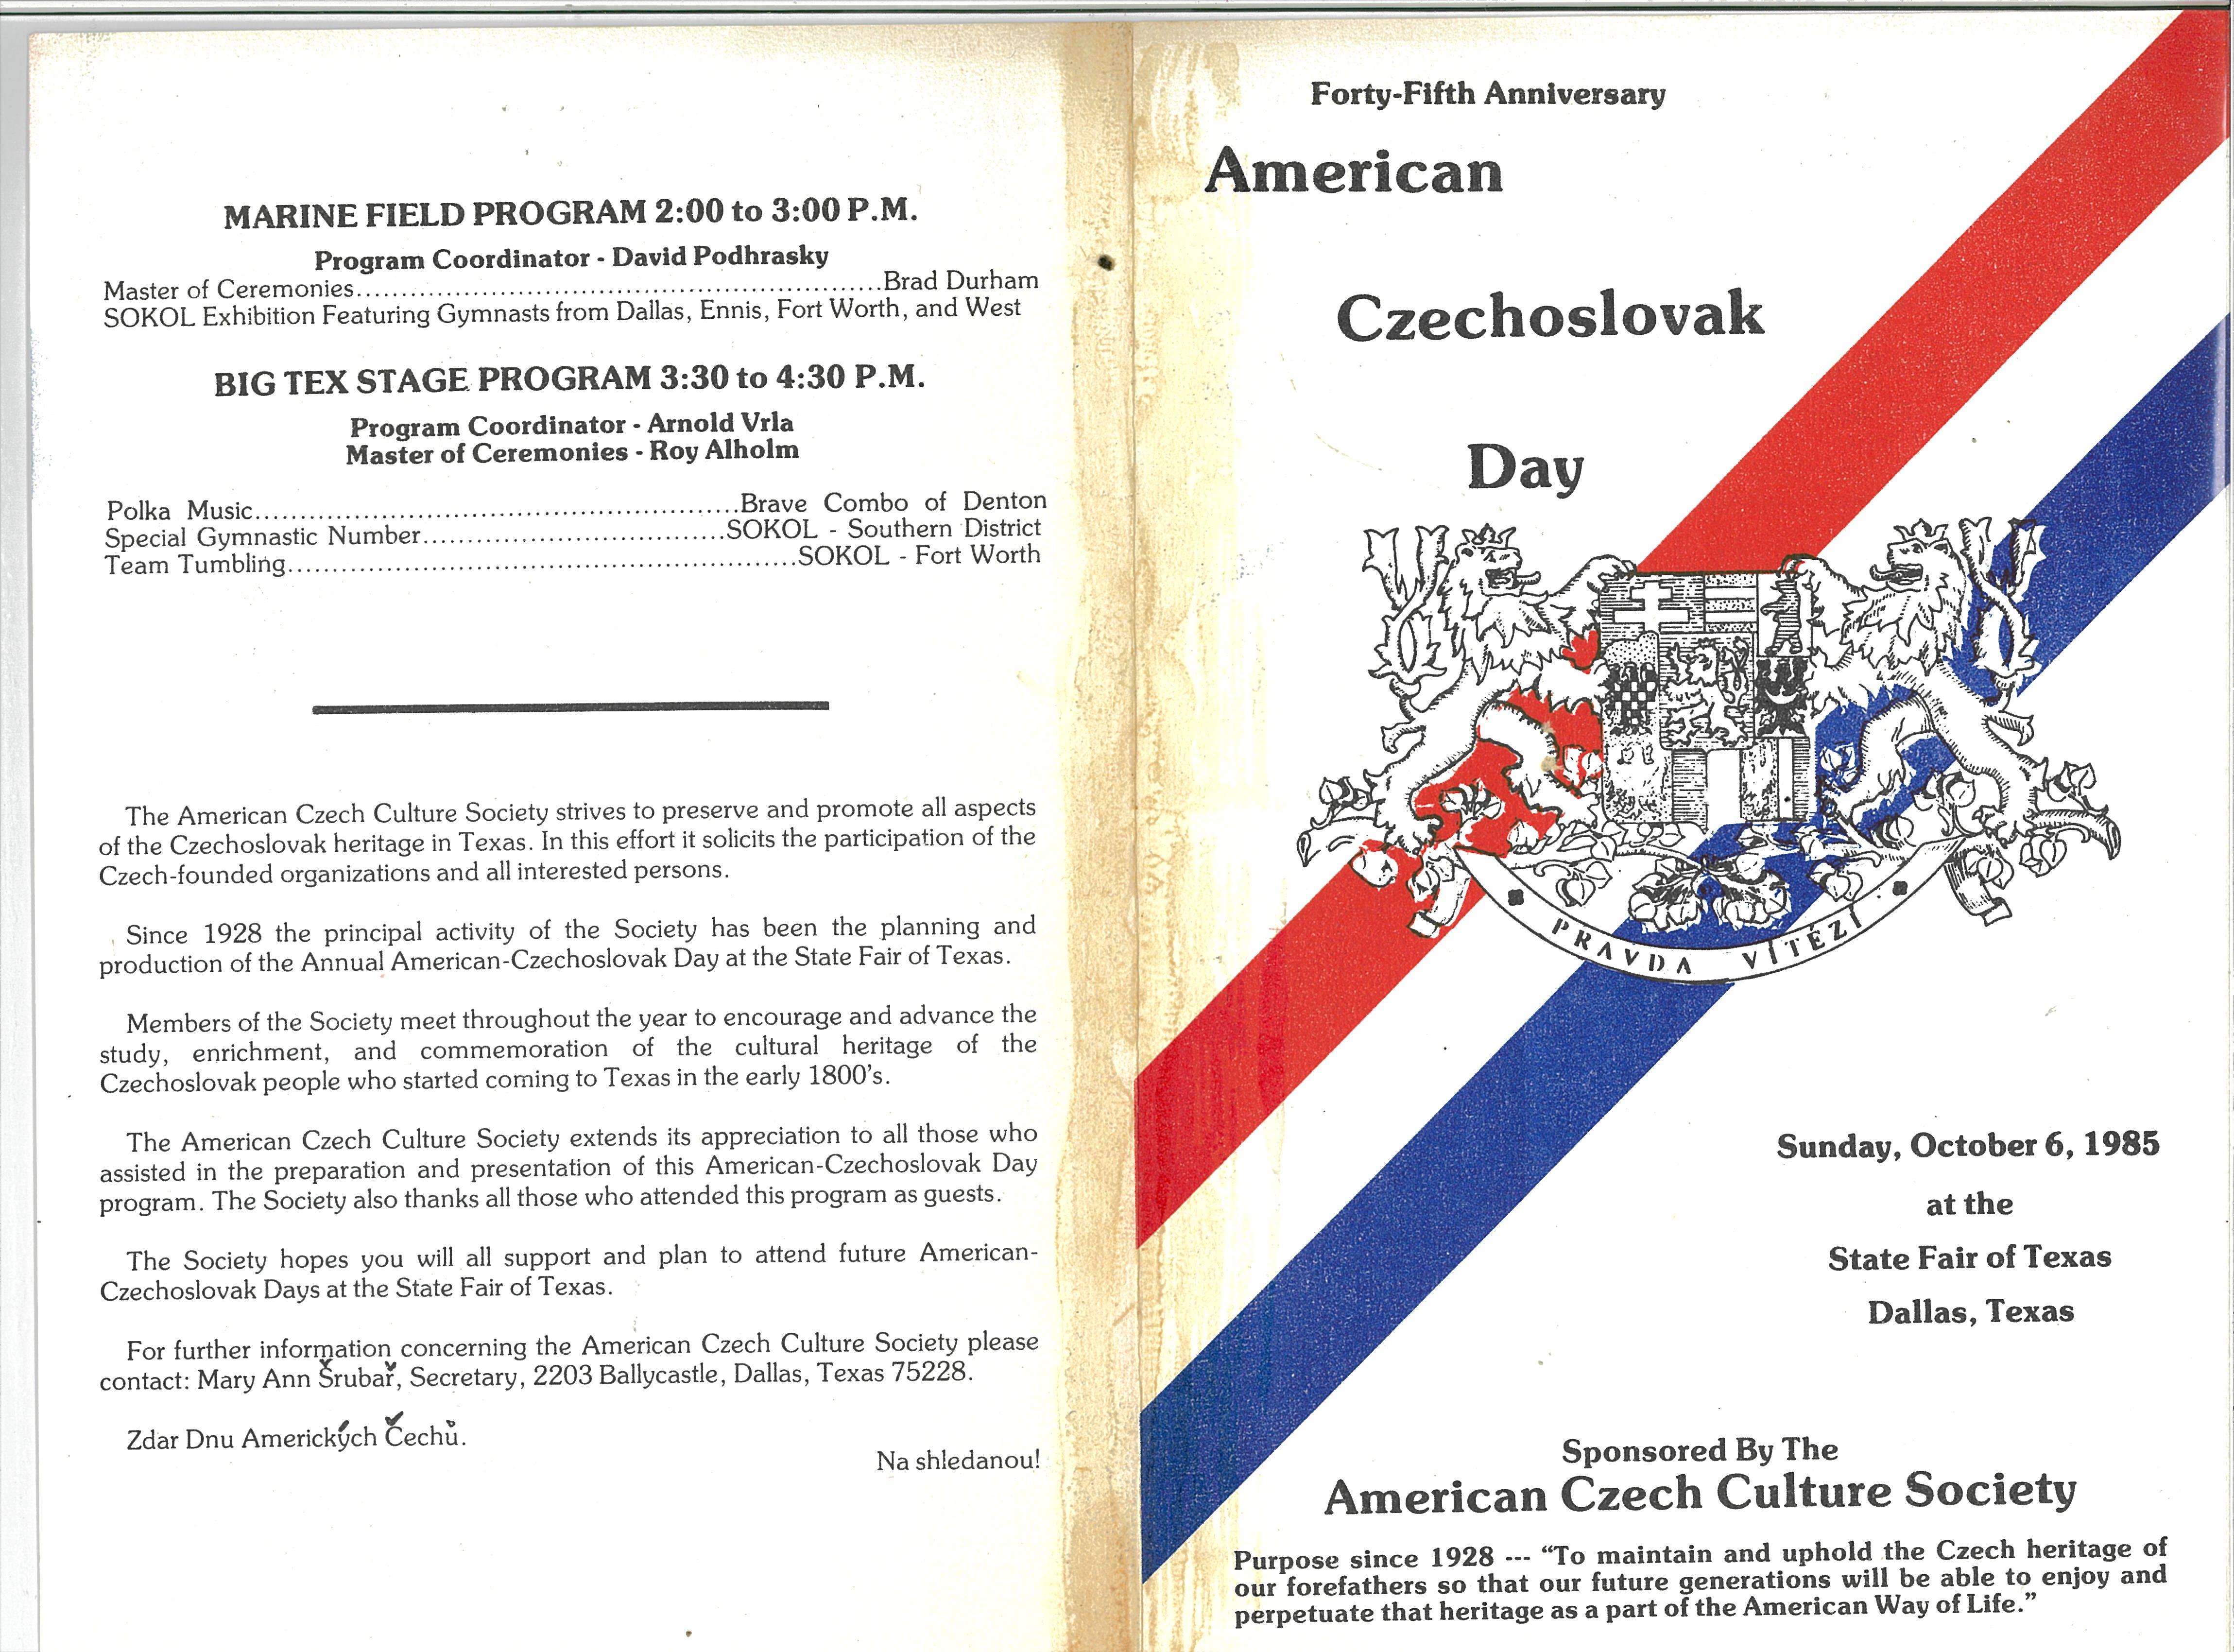 MARINE FIELD PROGRAM 2:00 to 3:00 P.M.
Program Coordinator - David Podhrasky
Master of Ceremonies..........................................................Brad Durham
SOKOL Exhibition Featuring Gymnasts from Dallas, Ennis, Fort Worth, and West
BIG TEX STAGE PROGRAM 3:30 to 4:30 P.M.
Program Coordinator - Arnold Vrla
Master of Ceremonies - Roy Alholm
Polka Music.....................................................Brave Combo of Denton
Special Gymnastic Number.................................SOKOL - Southern District
Team Tumbling........................................................SOKOL - Fort Worth
The American Czech Culture Society strives to preserve and promote all aspects
of the Czechoslovak heritage in Texas. In this effort it solicits the participation of the
Czech-founded organizations and all interested persons.
Since 1928 the principal activity of the Society has been the planning and
production of the Annual American-Czechoslovak Day at the State Fair of Texas.
Members of the Society meet throughout the year to encourage and advance the
study, enrichment, and commemoration of the cultural heritage of the
Czechoslovak people who started coming to Texas in the early 1800's.
The American Czech Culture Society extends its appreciation to all those who
assisted in the preparation and presentation of this American-Czechoslovak Day
program. The Society also thanks all those who attended this program as guests.
The Society hopes you will all support and plan to attend future American-
Czechoslovak Days at the State Fair of Texas.
For further information concerning the American Czech Culture Society please
contact: Mary Ann Šrubař, Secretary, 2203 Ballycastle, Dallas, Texas 75228.
Zdar Dnu Amerických Čechů.
Na shledanou!
Forty-Fifth Anniversary
American
Czechoslovak
Day
PRAVDA VÍTĚZÍ
Sunday, October 6, 1985
at the
State Fair of Texas
Dallas, Texas
Sponsored By The
American Czech Culture Society
Purpose since 1928 --- “To maintain and uphold the Czech heritage of
our forefathers so that our future generations will be able to enjoy and
perpetuate that heritage as a part of the American Way of Life.”